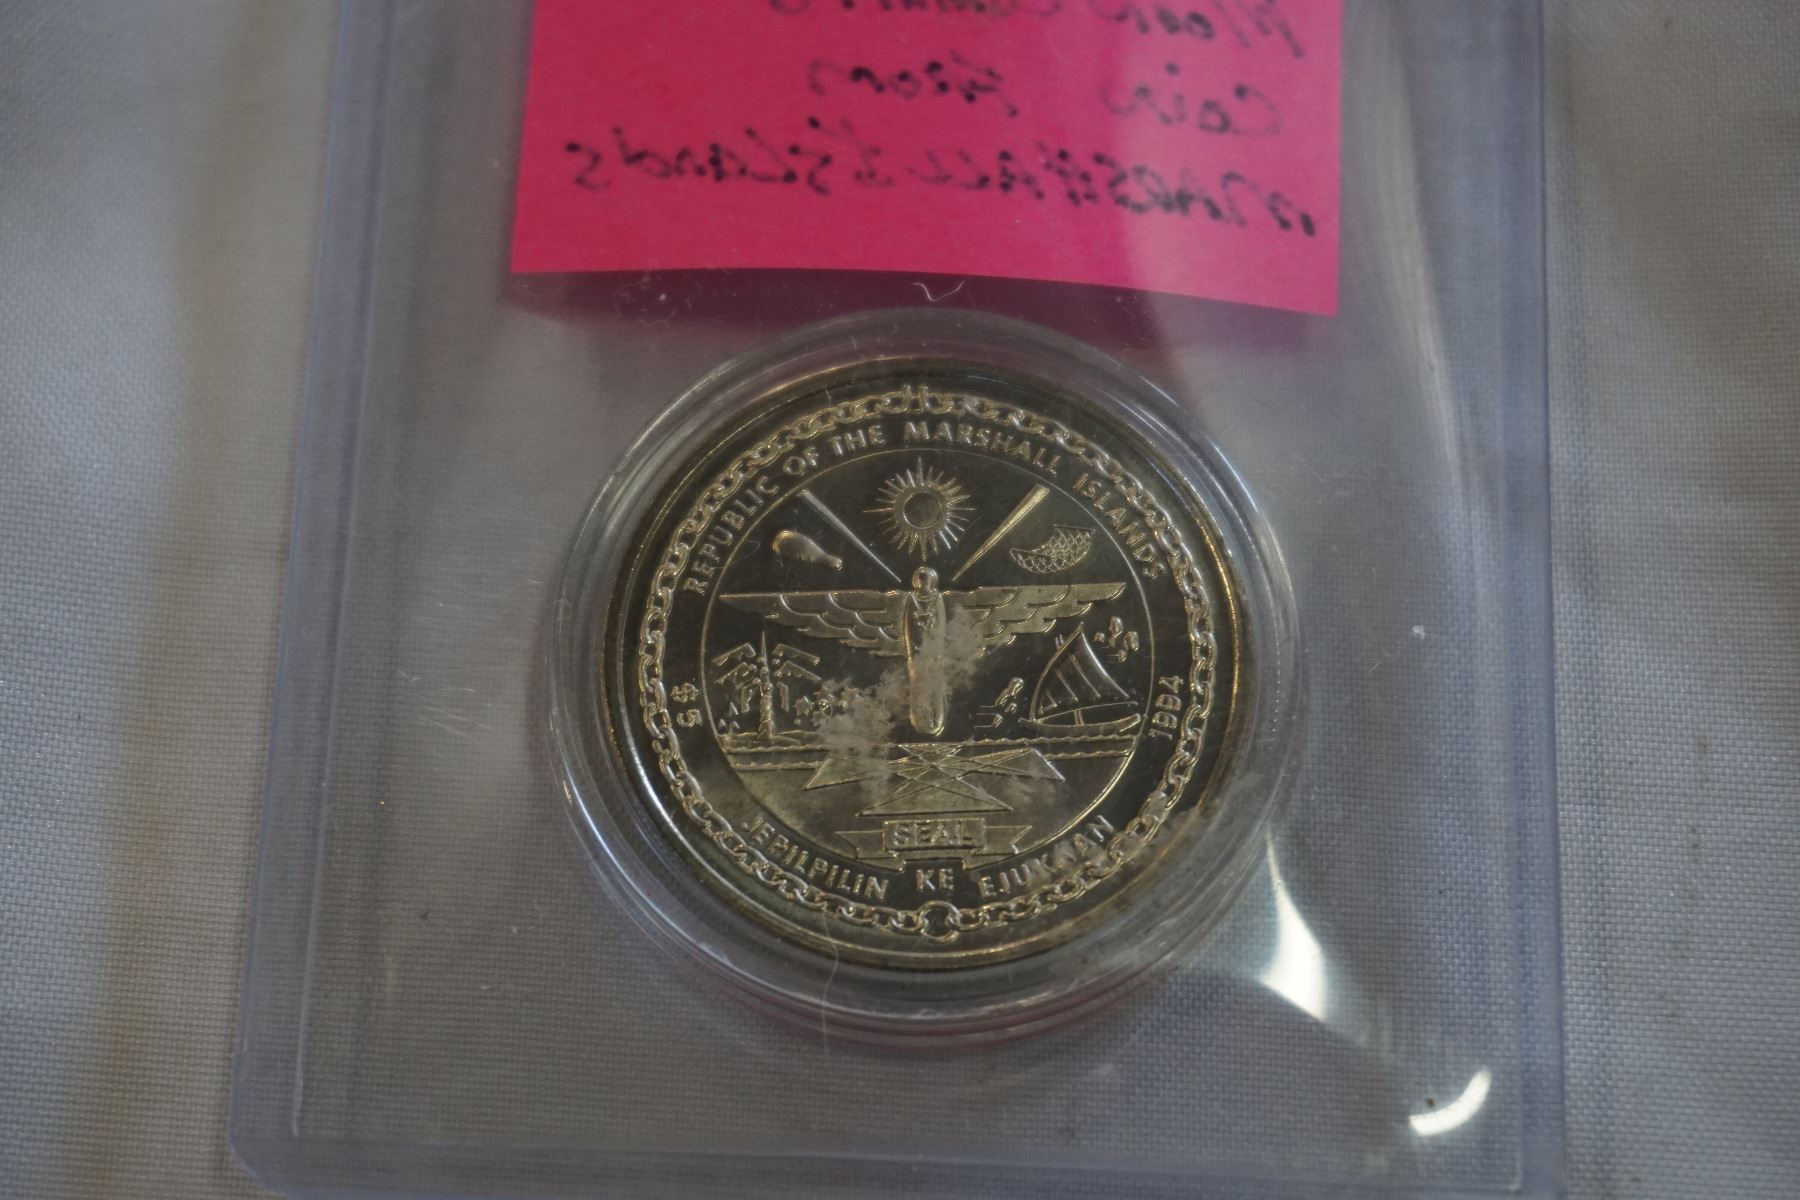 Coin from
MARSHALL Islands
REPUBLIC OF THE MARSHALL ISLANDS
$5
1994
SEAL
JEPILPILIN KE EJUKAAN